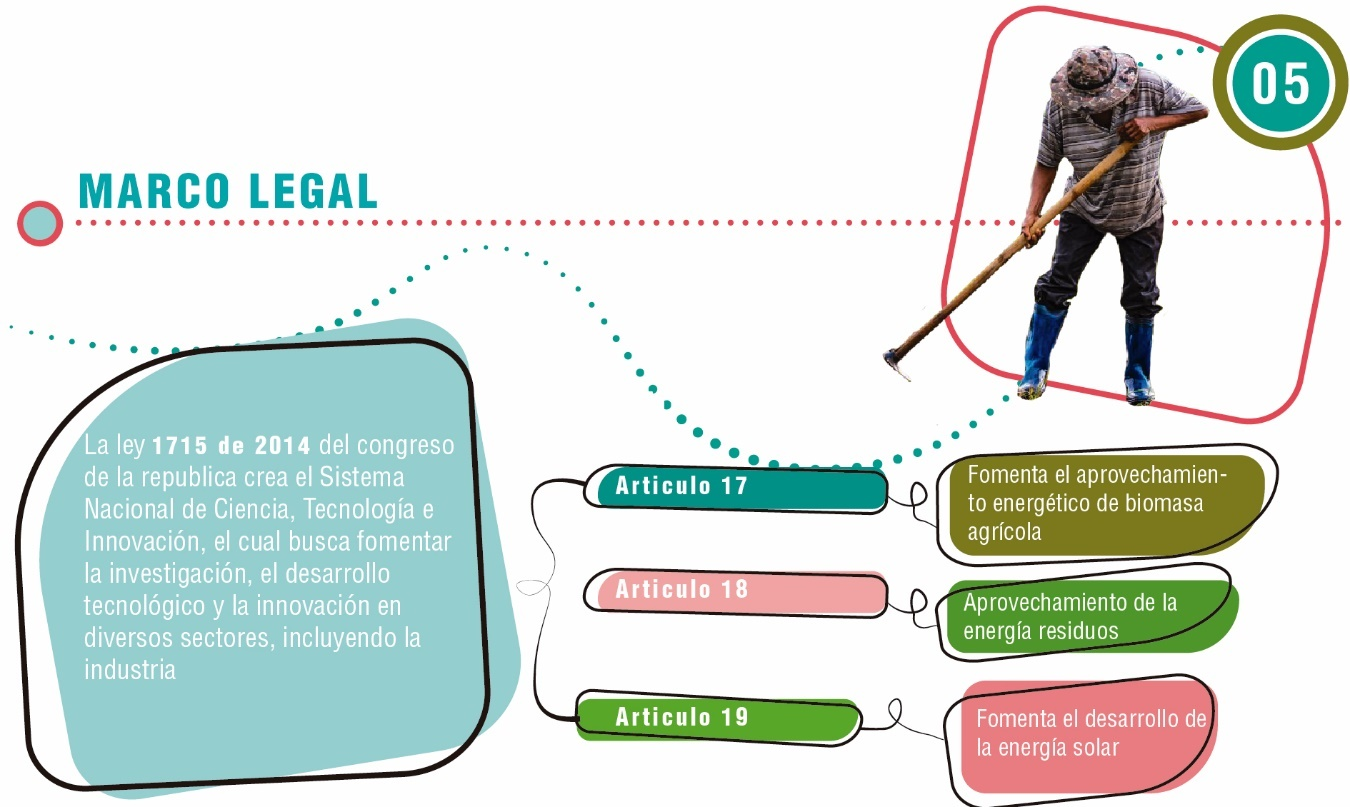 05
MARCO LEGAL
La ley 1715 de 2014 del congreso
de la republica crea el Sistema
Nacional de Ciencia, Tecnología e
Innovación, el cual busca fomentar
la investigación, el desarrollo
tecnológico y la innovación en
diversos sectores, incluyendo la
industria
Articulo 17
Fomenta el aprovechamien-
to energético de biomasa
agrícola
Articulo 18
Aprovechamiento de la
energía residuos
Articulo 19
Fomenta el desarrollo de
la energía solar